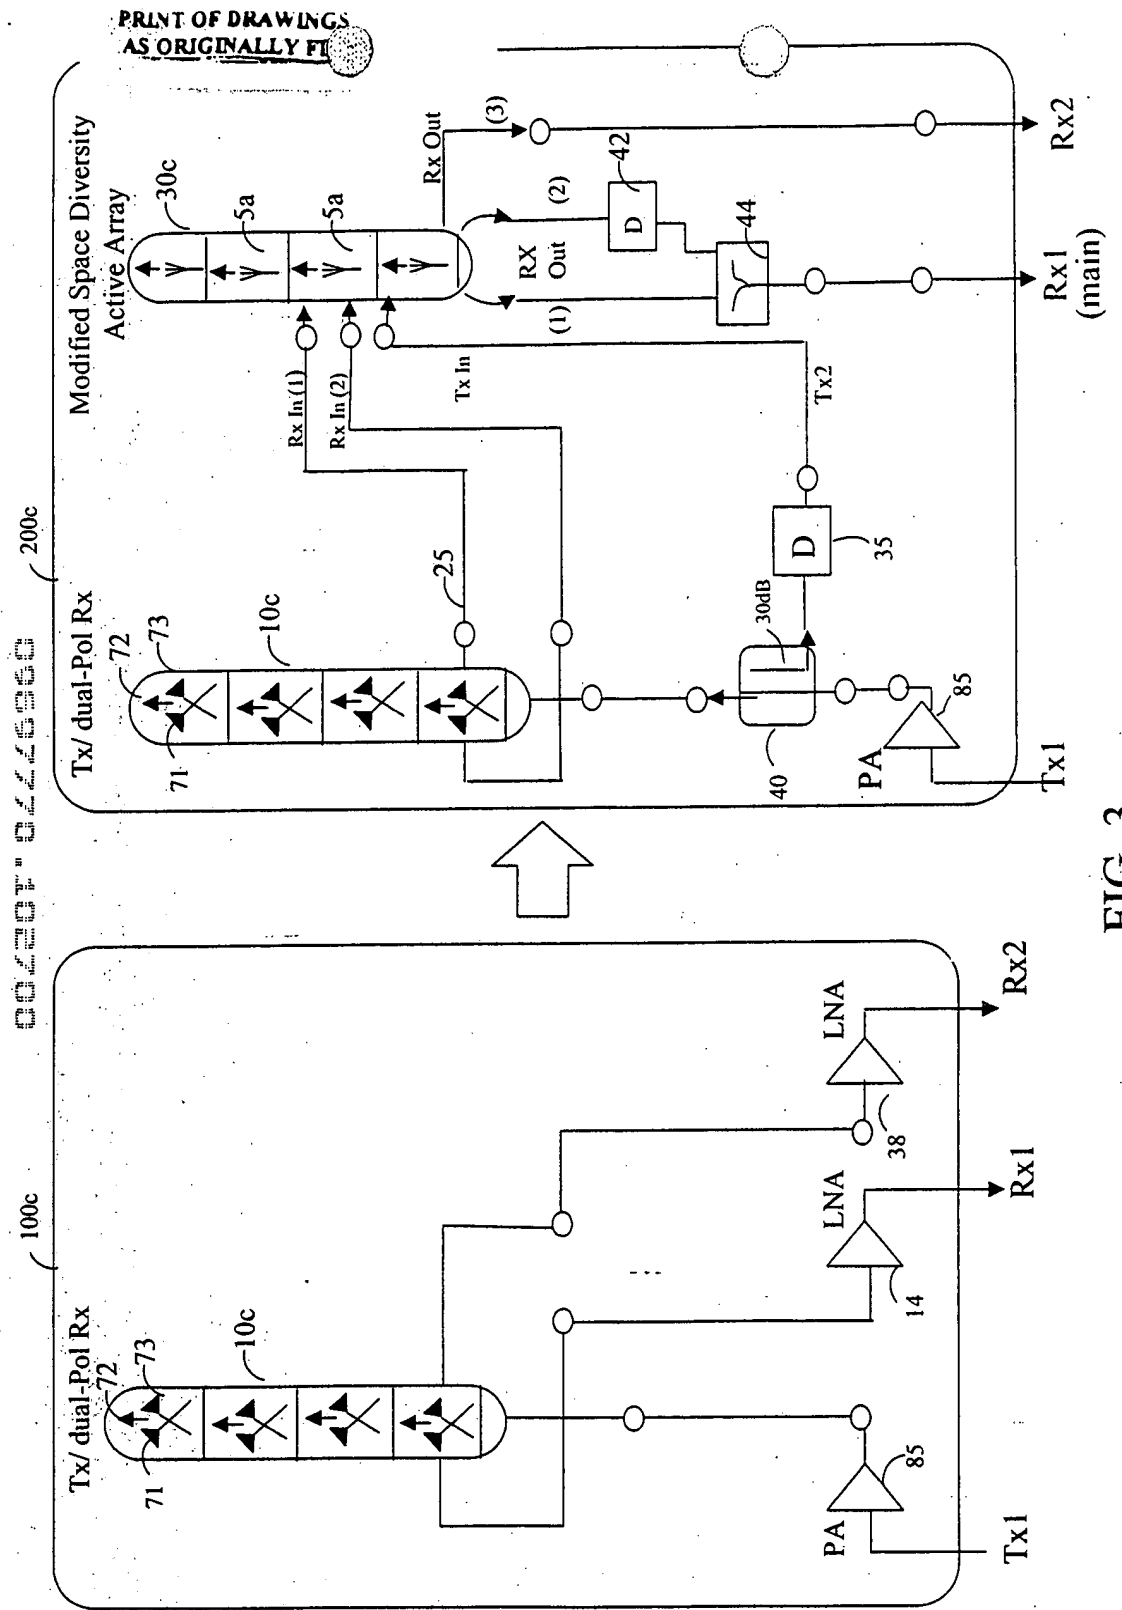 PRINT OF DRAWINGS
AS ORIGINALLY
09597770.102700
100c
Tx/ dual-Pol Rx
72
73
71
10c
PA
85
Tx1
LNA
14
Rx1
LNA
38
Rx2
200c
Tx/ dual-Pol Rx
72
73
71
10c
25
40
30dB
D
35
PA
85
Tx1
Tx2
Modified Space Diversity
Active Array
30c
5a
5a
Rx In (1)
Rx In (2)
Tx In
Rx Out
(3)
(2)
RX
Out
(1)
D
42
44
Rx1
(main)
Rx2
FIG. 3